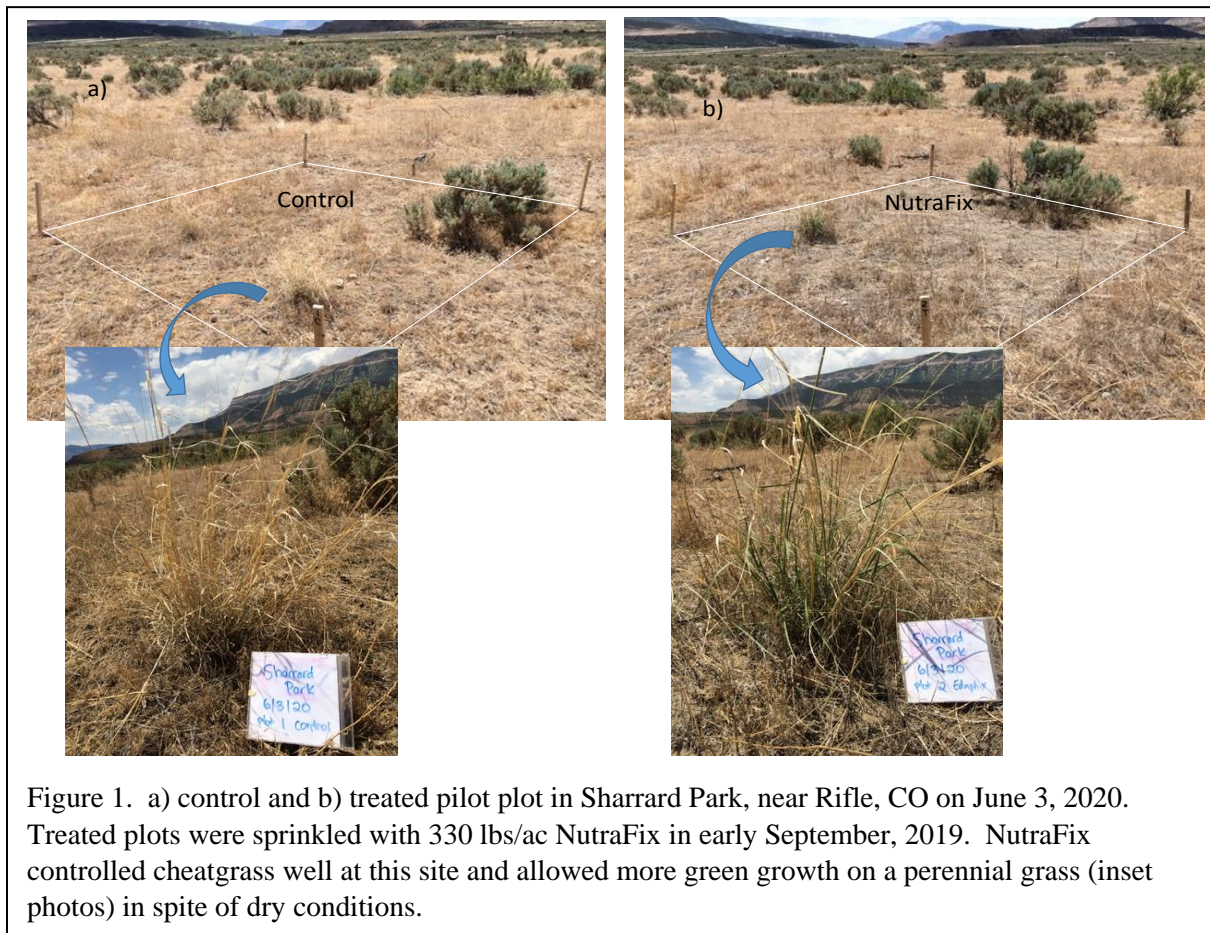 a)
Control
b)
NutraFix
Sharrard
Park
6/3/20
plot 1 control
Sharrard
Park
6/3/20
plot 2 Edaphix
Figure 1. a) control and b) treated pilot plot in Sharrard Park, near Rifle, CO on June 3, 2020.
Treated plots were sprinkled with 330 lbs/ac NutraFix in early September, 2019. NutraFix
controlled cheatgrass well at this site and allowed more green growth on a perennial grass (inset
photos) in spite of dry conditions.